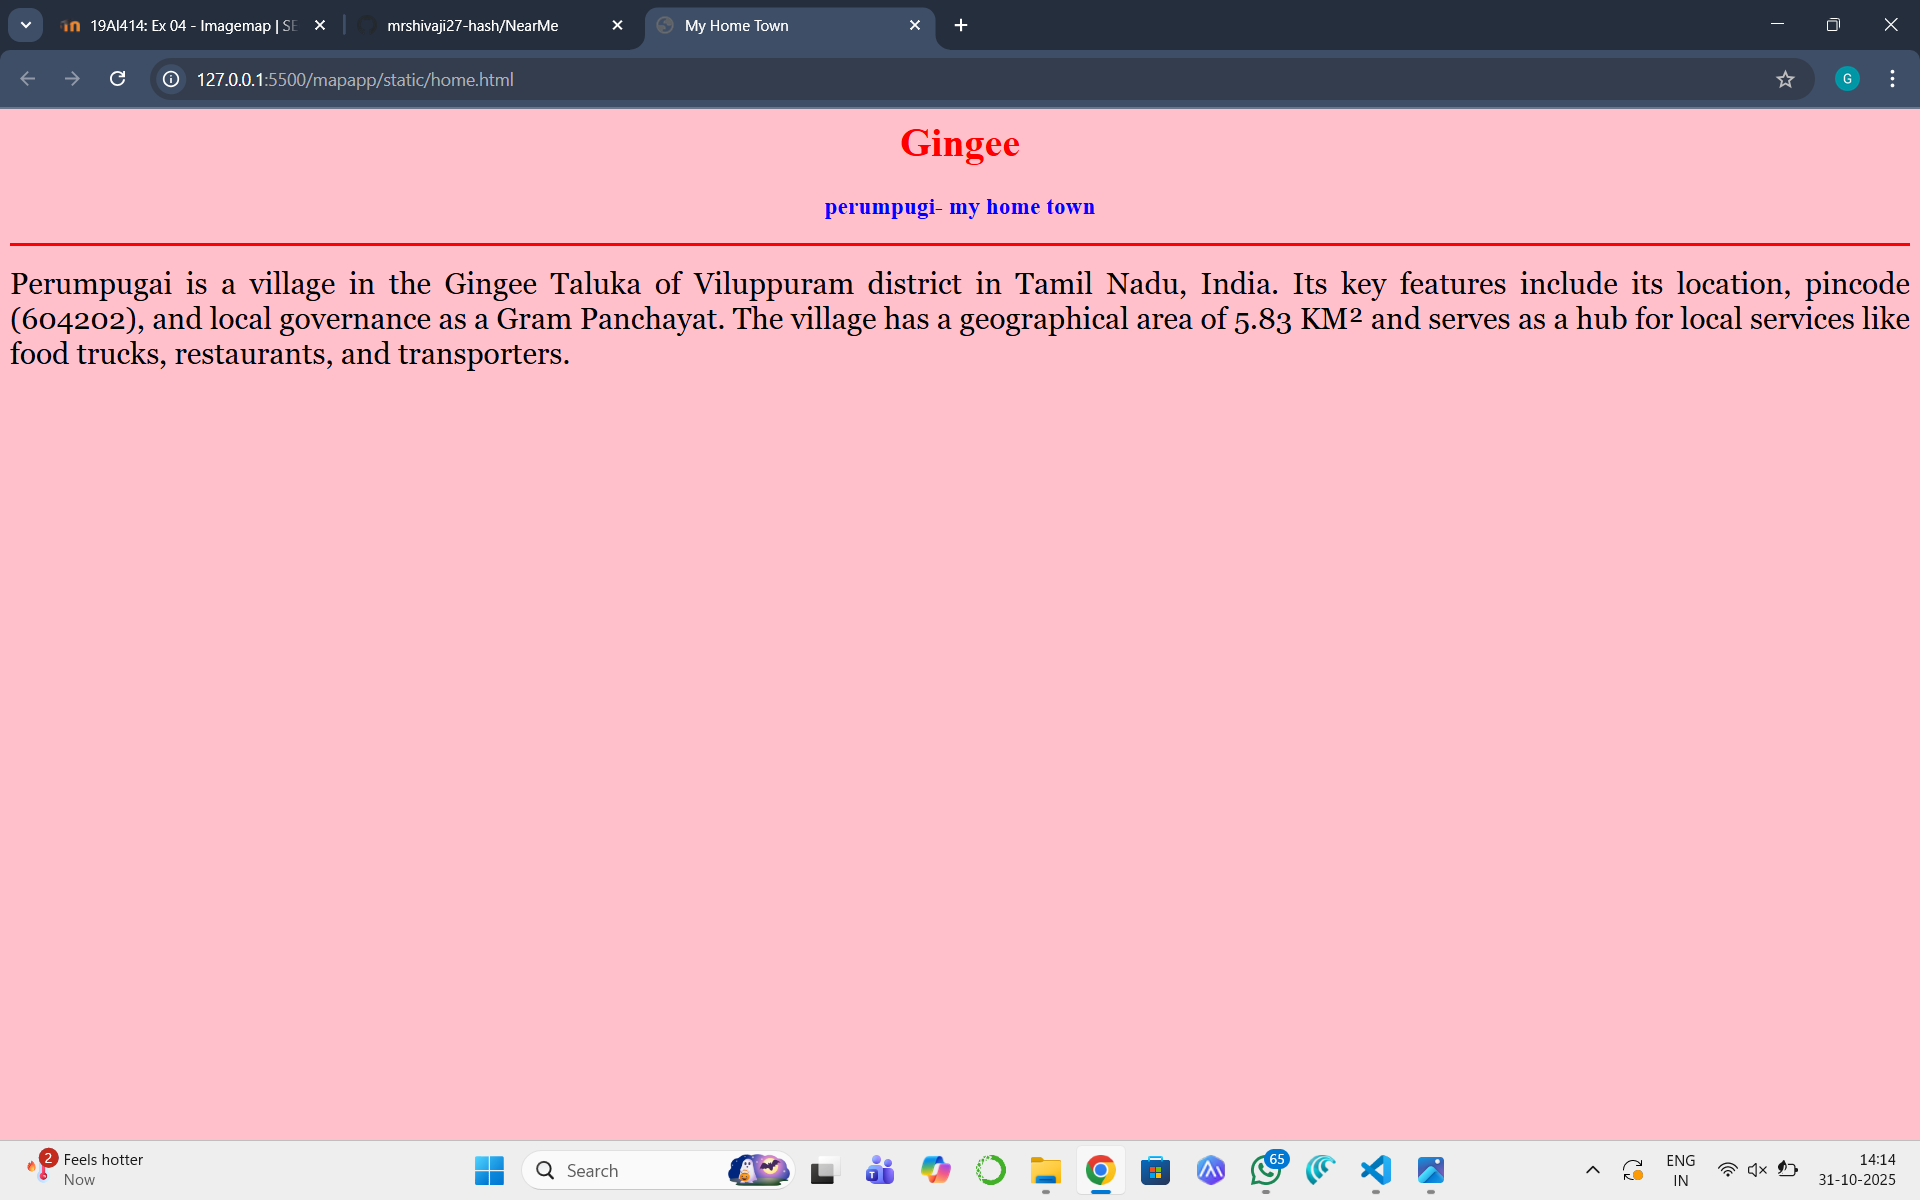 19AI414: Ex 04 - Imagemap | SE
mrshivaji27-hash/NearMe
My Home Town
127.0.0.1:5500/mapapp/static/home.html
G
Gingee
perumpugi- my home town
Perumpugai is a village in the Gingee Taluka of Viluppuram district in Tamil Nadu, India. Its key features include its location, pincode
(604202), and local governance as a Gram Panchayat. The village has a geographical area of 5.83 KM² and serves as a hub for local services like
food trucks, restaurants, and transporters.
2
Feels hotter
Now
Search
65
ENG
IN
14:14
31-10-2025